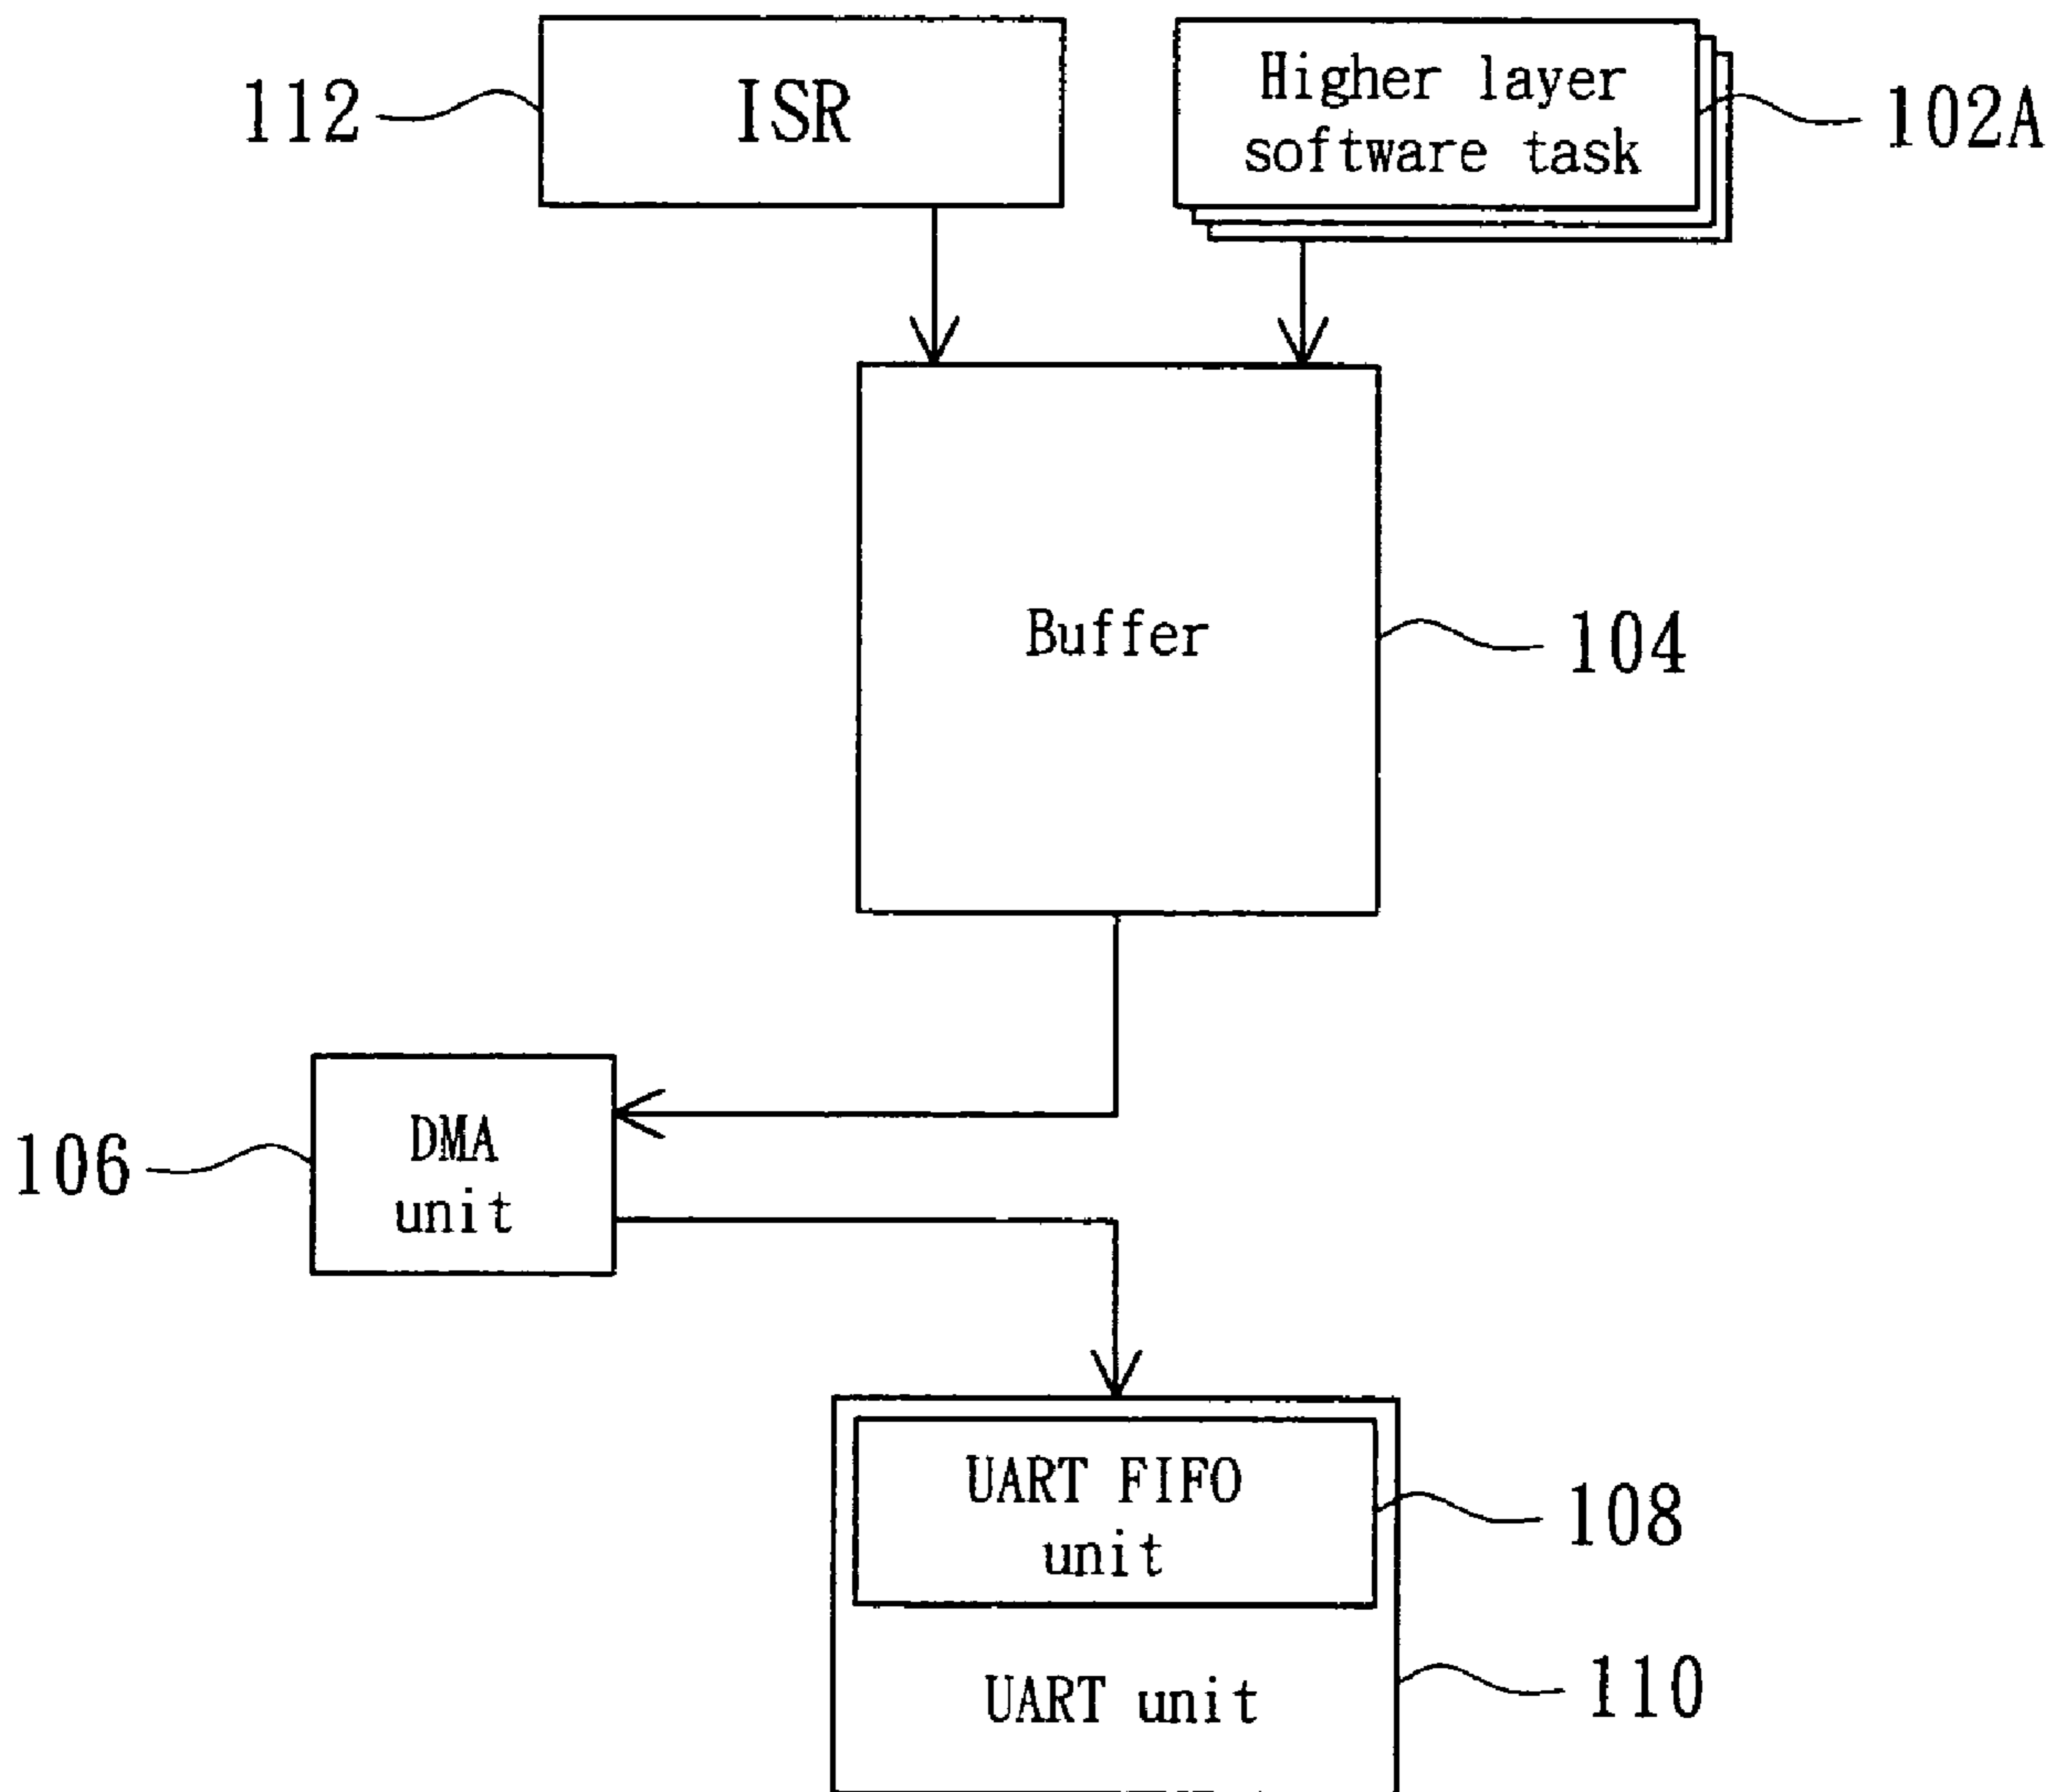 112
ISR
Higher layer
software task
102A
Buffer
104
106
DMA
unit
UART FIFO
unit
108
UART unit
110